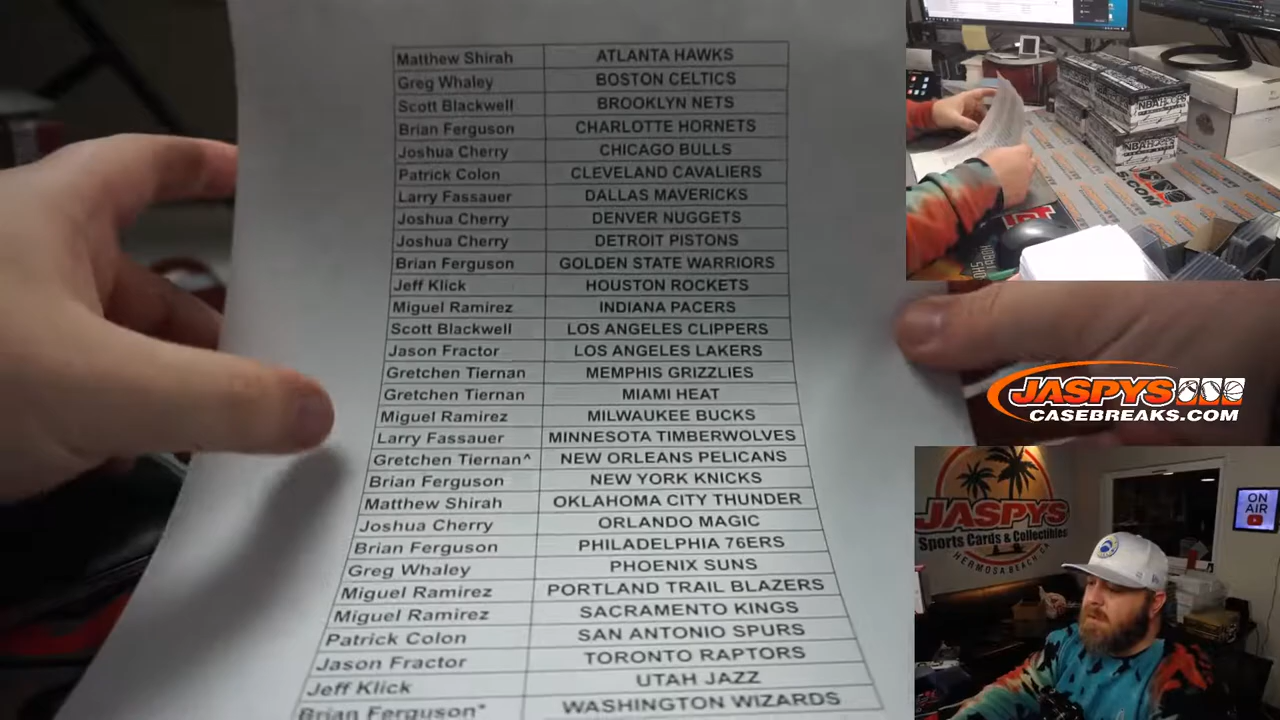 Matthew Shirah ATLANTA HAWKS
Greg Whaley BOSTON CELTICS
Scott Blackwell BROOKLYN NETS
Brian Ferguson CHARLOTTE HORNETS
Joshua Cherry CHICAGO BULLS
Patrick Colon CLEVELAND CAVALIERS
Larry Fassauer DALLAS MAVERICKS
Joshua Cherry DENVER NUGGETS
Joshua Cherry DETROIT PISTONS
Brian Ferguson GOLDEN STATE WARRIORS
Jeff Klick HOUSTON ROCKETS
Miguel Ramirez INDIANA PACERS
Scott Blackwell LOS ANGELES CLIPPERS
Jason Fractor LOS ANGELES LAKERS
Gretchen Tiernan MEMPHIS GRIZZLIES
Gretchen Tiernan MIAMI HEAT
Miguel Ramirez MILWAUKEE BUCKS
Larry Fassauer MINNESOTA TIMBERWOLVES
Gretchen Tiernan^ NEW ORLEANS PELICANS
Brian Ferguson NEW YORK KNICKS
Matthew Shirah OKLAHOMA CITY THUNDER
Joshua Cherry ORLANDO MAGIC
Brian Ferguson PHILADELPHIA 76ERS
Greg Whaley PHOENIX SUNS
Miguel Ramirez PORTLAND TRAIL BLAZERS
Miguel Ramirez SACRAMENTO KINGS
Patrick Colon SAN ANTONIO SPURS
Jason Fractor TORONTO RAPTORS
Jeff Klick UTAH JAZZ
Brian Ferguson* WASHINGTON WIZARDS
NBA HOOPS
NBA HOOPS
S.COM
JASPYS
CASEBREAKS.COM
JASPYS
Sports Cards & Collectibles
HERMOSA BEACH, CA
ON
AIR